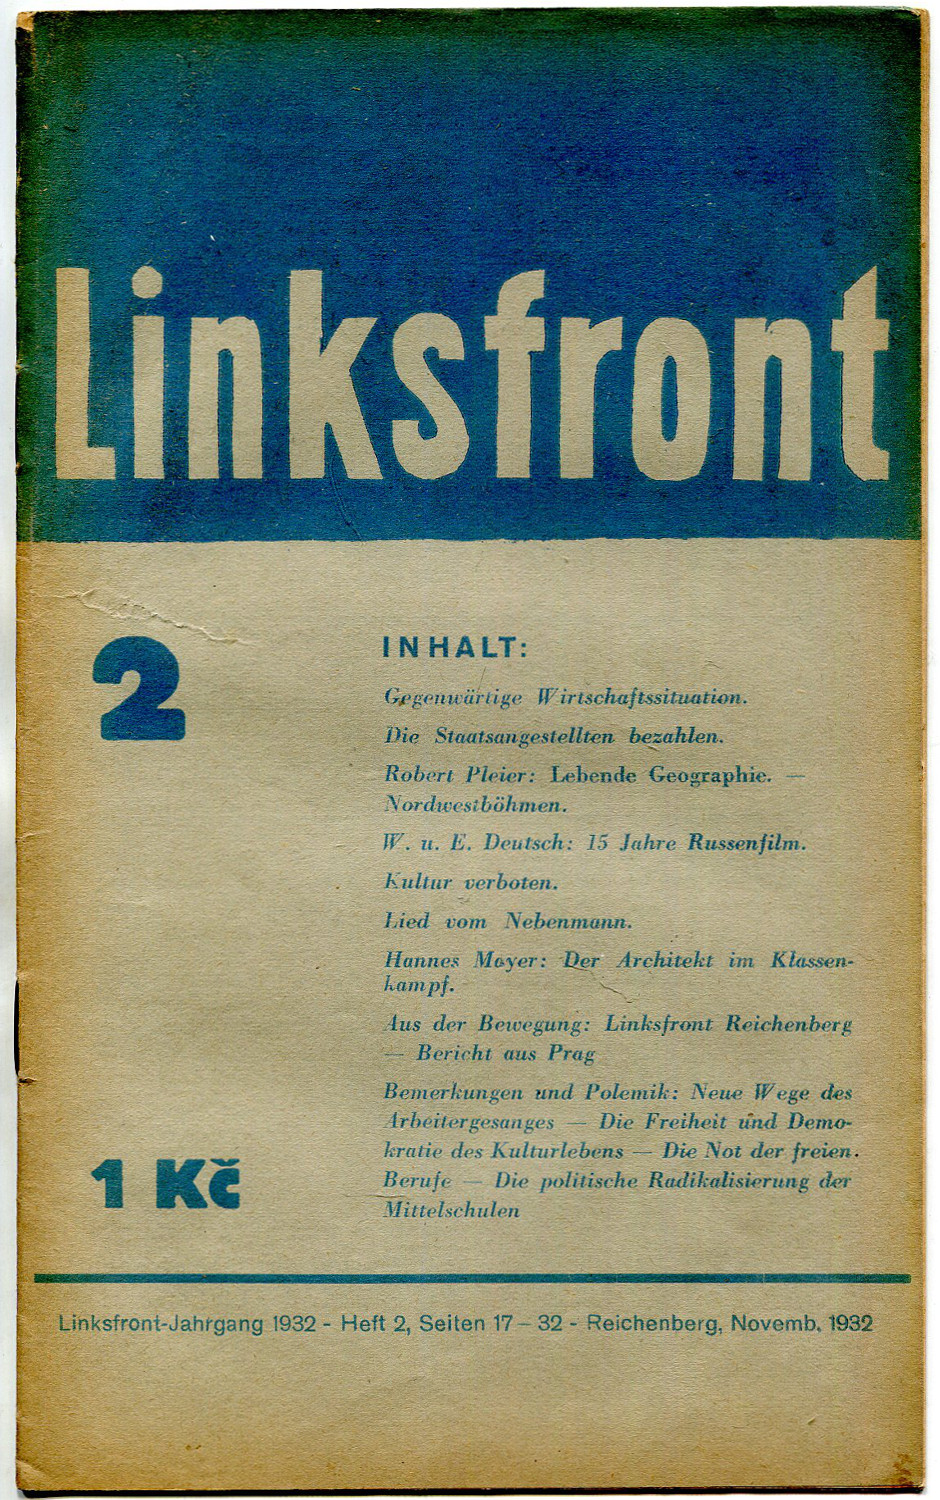 Linksfront
2
INHALT:
Gegenwärtige Wirtschaftssituation.
Die Staatsangestellten bezahlen.
Robert Pleier: Lebende Geographie. —
Nordwestböhmen.
W. u. E. Deutsch: 15 Jahre Russenfilm.
Kultur verboten.
Lied vom Nebenmann.
Hannes Mayer: Der Architekt im Klassen-
kampf.
Aus der Bewegung: Linksfront Reichenberg
— Bericht aus Prag
Bemerkungen und Polemik: Neue Wege des
Arbeitergesanges — Die Freiheit und Demo-
kratie des Kulturlebens — Die Not der freien.
Berufe — Die politische Radikalisierung der
Mittelschulen
1 Kč
Linksfront-Jahrgang 1932 - Heft 2, Seiten 17 – 32 - Reichenberg, Novemb. 1932